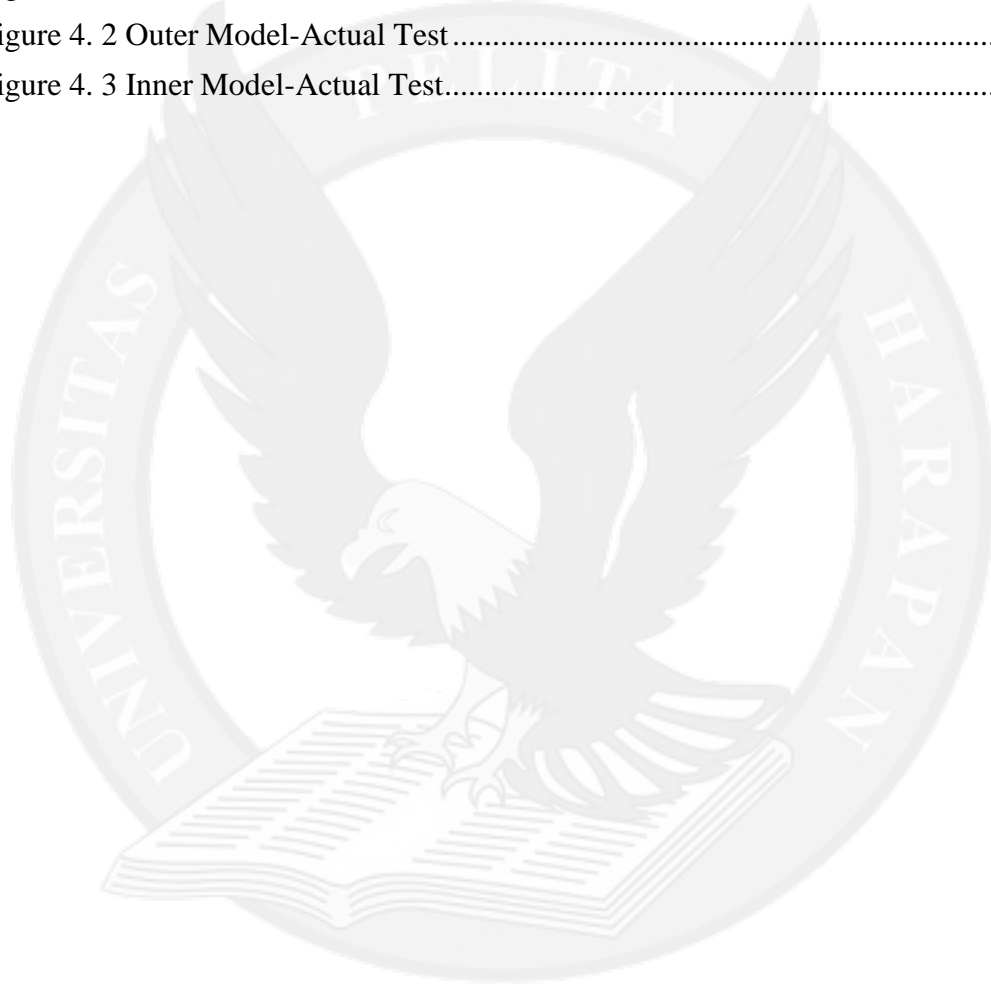 igure 4. 2 Outer Model-Actual Test
igure 4. 3 Inner Model-Actual Test
UNIVERSITAS PELITA HARAPAN